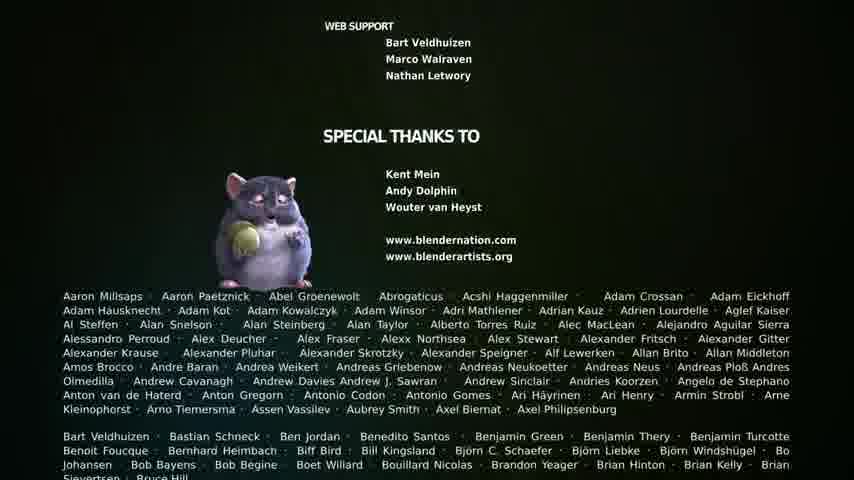 WEB SUPPORT
Bart Veldhuizen
Marco Walraven
Nathan Letwory
SPECIAL THANKS TO
Kent Mein
Andy Dolphin
Wouter van Heyst
www.blendernation.com
www.blenderartists.org
Aaron Millsaps · Aaron Paetznick · Abel Groenewolt Abrogaticus · Acshi Haggenmiller · Adam Crossan · Adam Eickhoff
Adam Hausknecht · Adam Kot · Adam Kowalczyk · Adam Winsor · Adri Mathlener · Adrian Kauz · Adrien Lourdelle · Aglef Kaiser
Al Steffen · Alan Snelson · Alan Steinberg · Alan Taylor · Alberto Torres Ruiz · Alec MacLean · Alejandro Aguilar Sierra
Alessandro Perroud · Alex Deucher · Alex Fraser · Alexx Northsea · Alex Stewart · Alexander Fritsch · Alexander Gitter
Alexander Krause · Alexander Pluhar · Alexander Skrotzky · Alexander Speigner · Alf Lewerken · Allan Brito · Allan Middleton
Amos Brocco · Andre Baran · Andrea Weikert · Andreas Griebenow · Andreas Neukoetter · Andreas Neus · Andreas Ploß Andres
Olmedilla · Andrew Cavanagh · Andrew Davies Andrew J. Sawran · Andrew Sinclair · Andries Koorzen · Angelo de Stephano
Anton van de Haterd · Anton Gregorn · Antonio Codon · Antonio Gomes · Ari Häyrinen · Ari Henry · Armin Strobl · Arne
Kleinophorst · Arno Tiemersma · Assen Vassilev · Aubrey Smith · Axel Biernat · Axel Philipsenburg
Bart Veldhuizen · Bastian Schneck · Ben Jordan · Benedito Santos · Benjamin Green · Benjamin Thery · Benjamin Turcotte
Benoit Foucque · Bernhard Heimbach · Biff Bird · Bill Kingsland · Björn C. Schaefer · Björn Liebke · Björn Windshügel · Bo
Johansen · Bob Bayens · Bob Begine · Boet Willard · Bouillard Nicolas · Brandon Yeager · Brian Hinton · Brian Kelly · Brian
Sievertsen · Bruce Hill